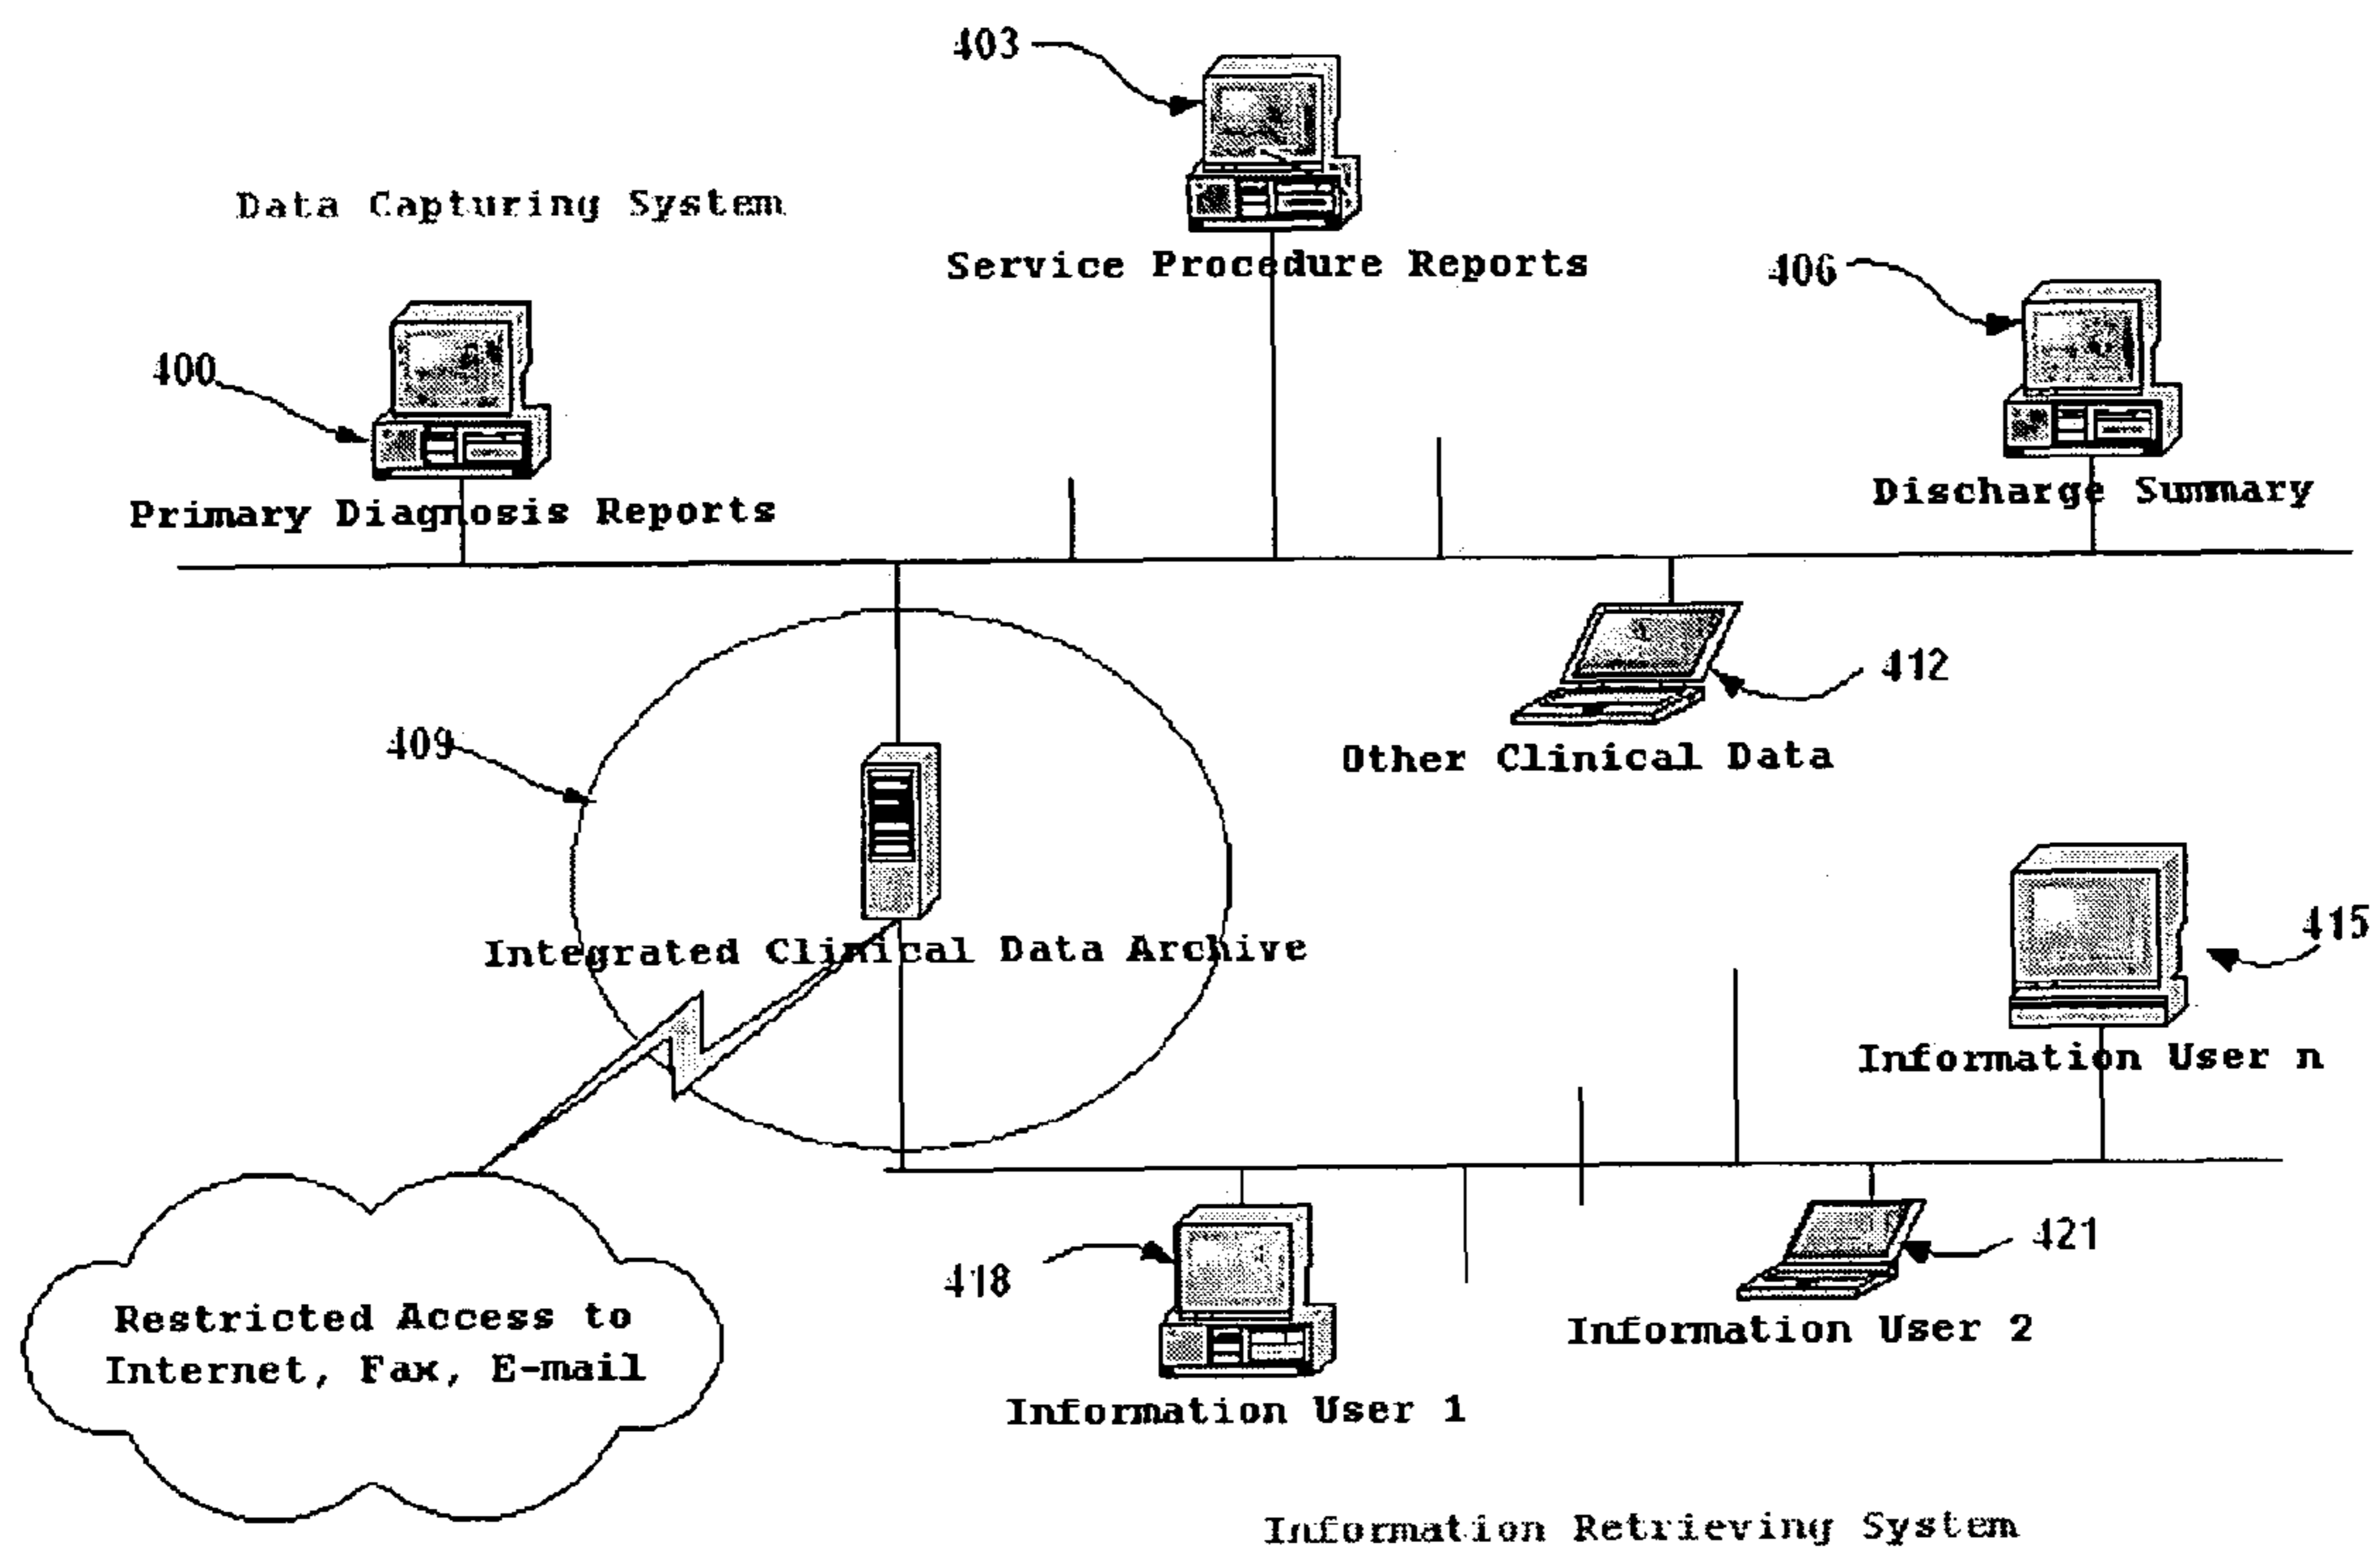 403
Data Capturing System
Service Procedure Reports
406
400
Primary Diagnosis Reports
Discharge Summary
412
409
Other Clinical Data
Integrated Clinical Data Archive
415
Information User n
421
418
Information User 2
Restricted Access to
Internet, Fax, E-mail
Information User 1
Information Retrieving System